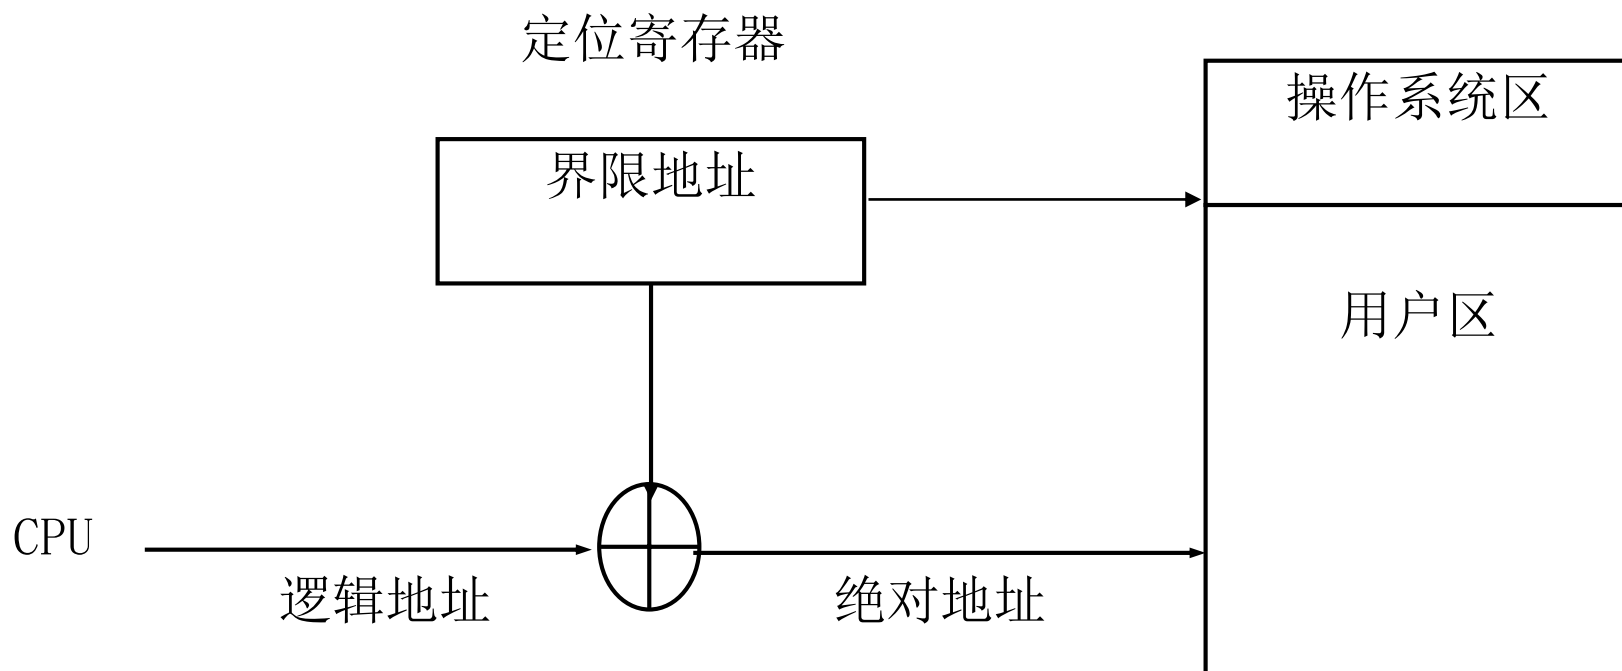 定位寄存器
操作系统区
界限地址
用户区
CPU
逻辑地址
绝对地址